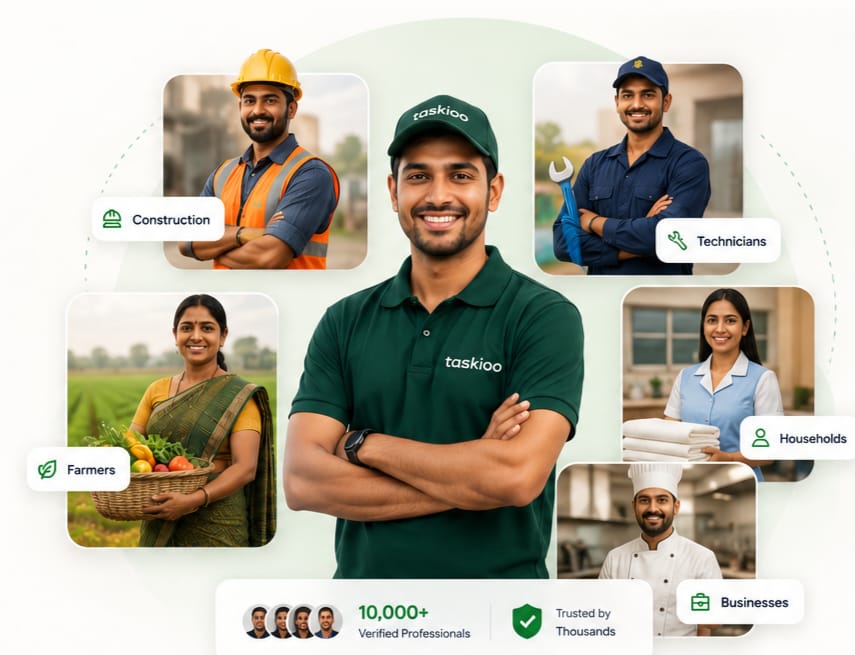 taskioo
Construction
Technicians
taskioo
Households
Farmers
Businesses
10,000+
Verified Professionals
Trusted by
Thousands